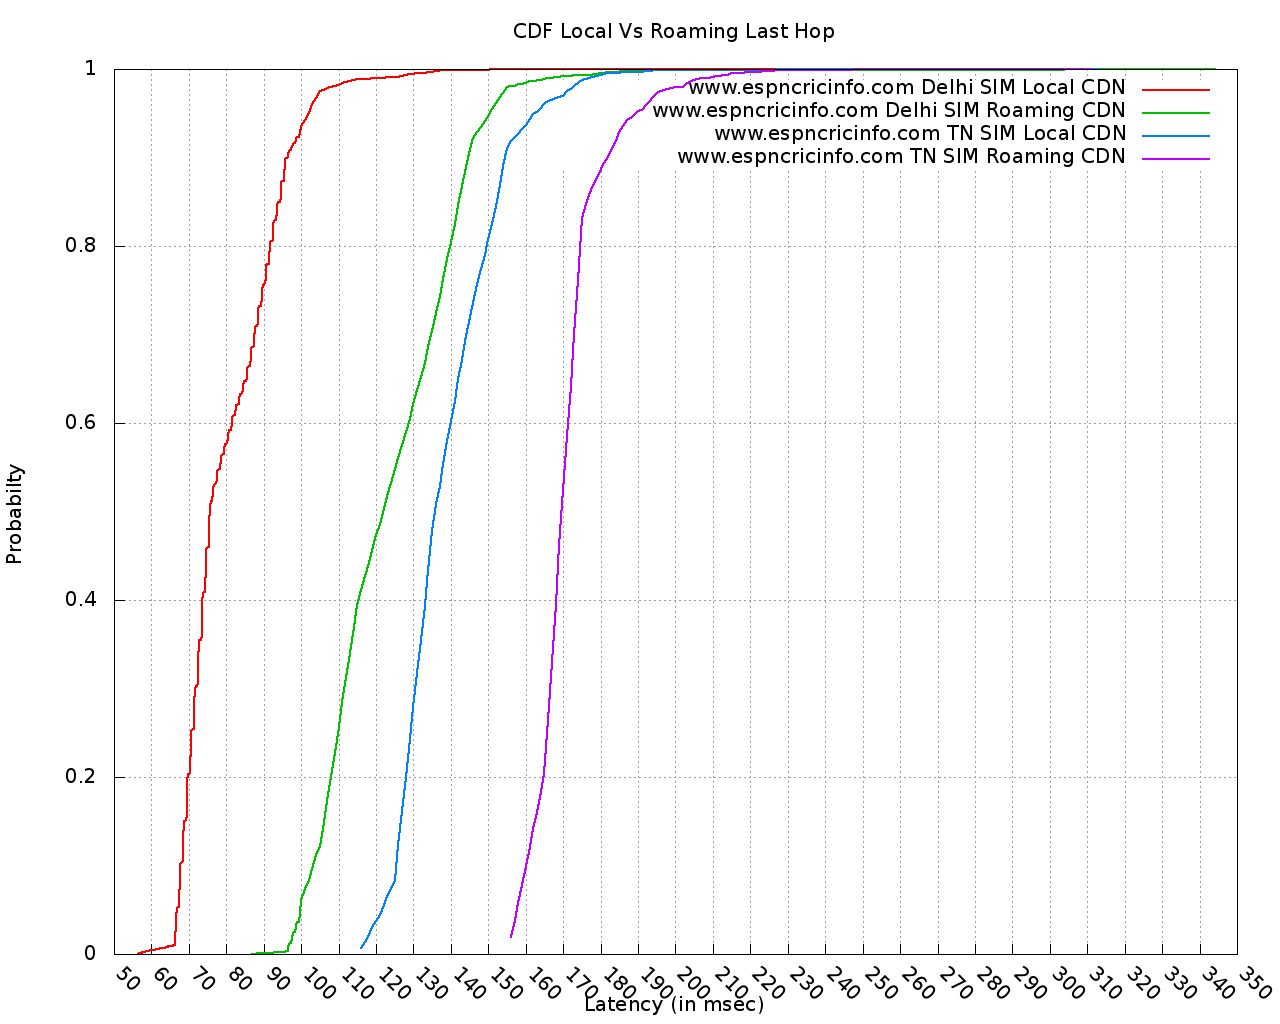 CDF Local Vs Roaming Last Hop
1
www.espncricinfo.com Delhi SIM Local CDN
www.espncricinfo.com Delhi SIM Roaming CDN
www.espncricinfo.com TN SIM Local CDN
www.espncricinfo.com TN SIM Roaming CDN
0.8
0.6
Probabilty
0.4
0.2
0
50 60 70 80 90 100 110 120 130 140 150 160 170 180 190 200 210 220 230 240 250 260 270 280 290 300 310 320 330 340 350
Latency (in msec)